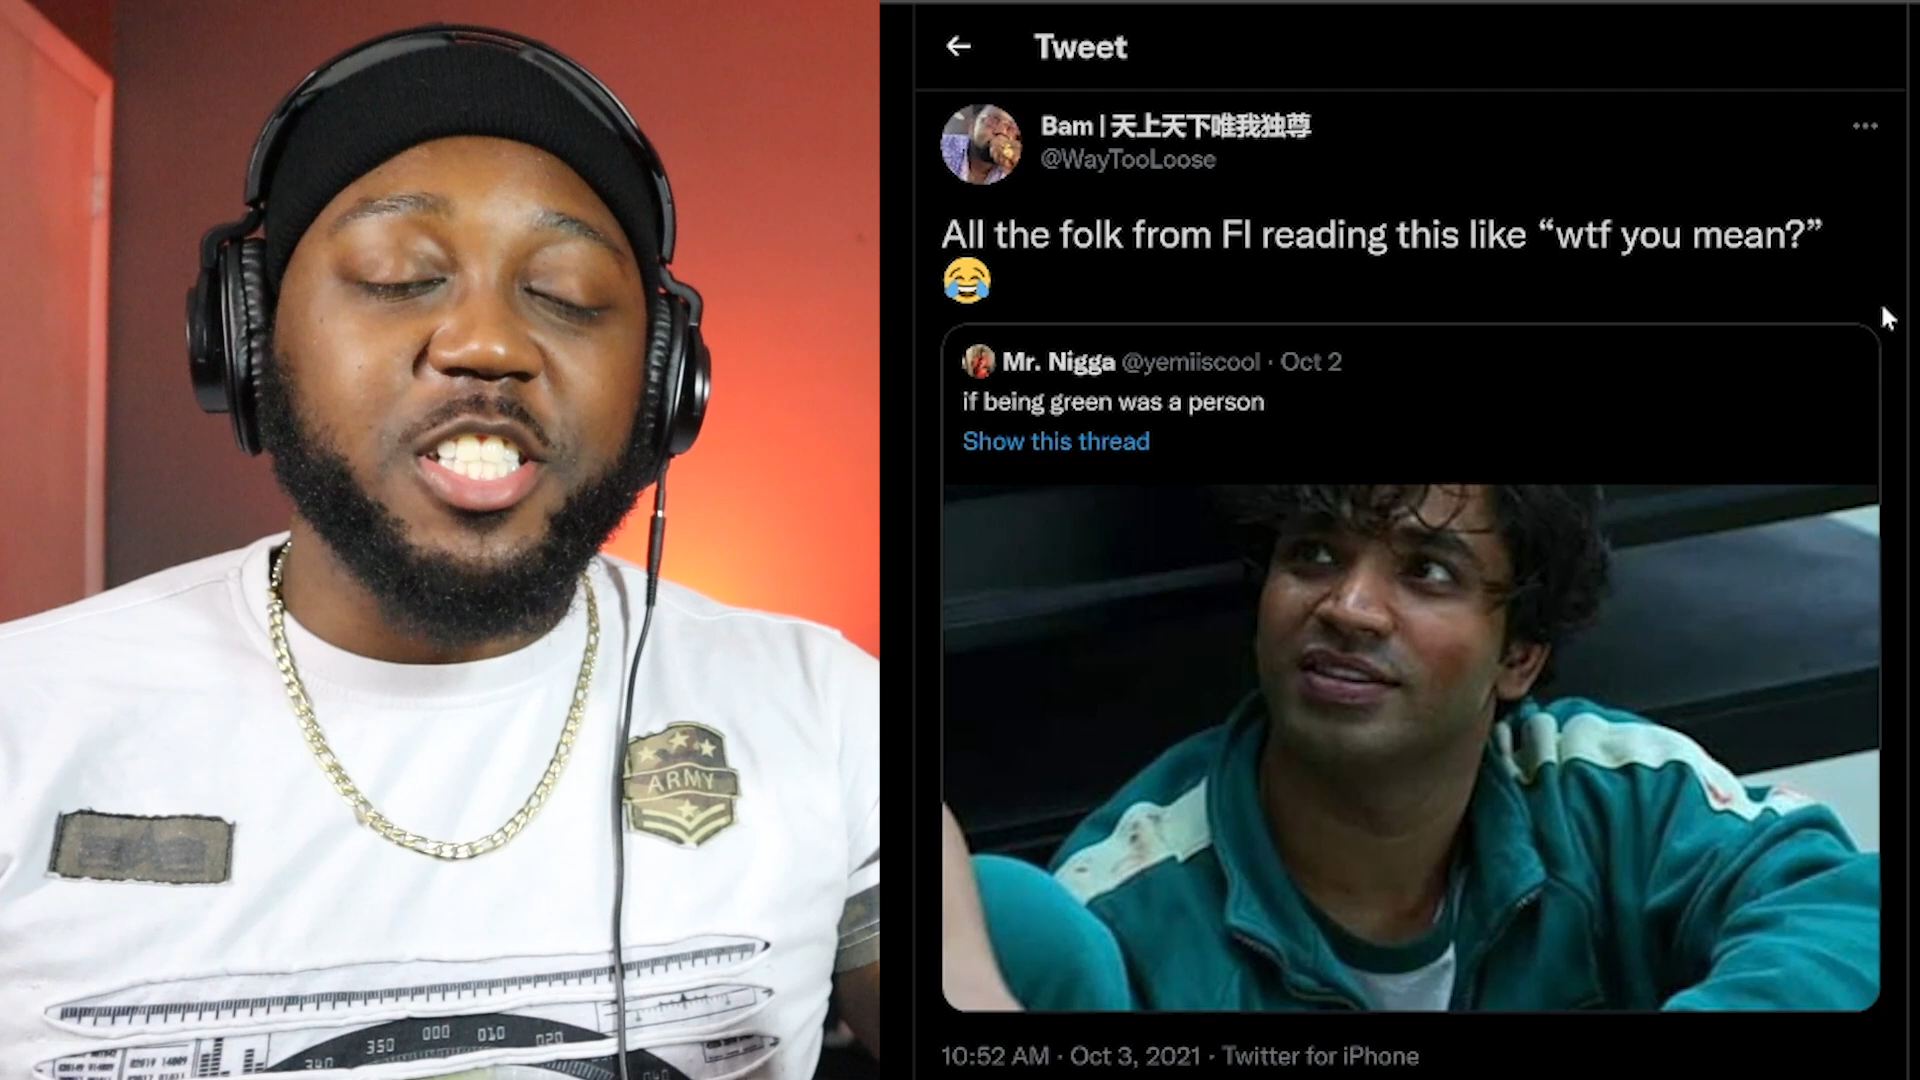 Tweet
Bam | 天上天下唯我独尊
@WayTooLoose
All the folk from Fl reading this like “wtf you mean?”
😂
Mr. Nigga @yemiiscool · Oct 2
if being green was a person
Show this thread
10:52 AM · Oct 3, 2021 · Twitter for iPhone
ARMY
340 350 000 010 020 040